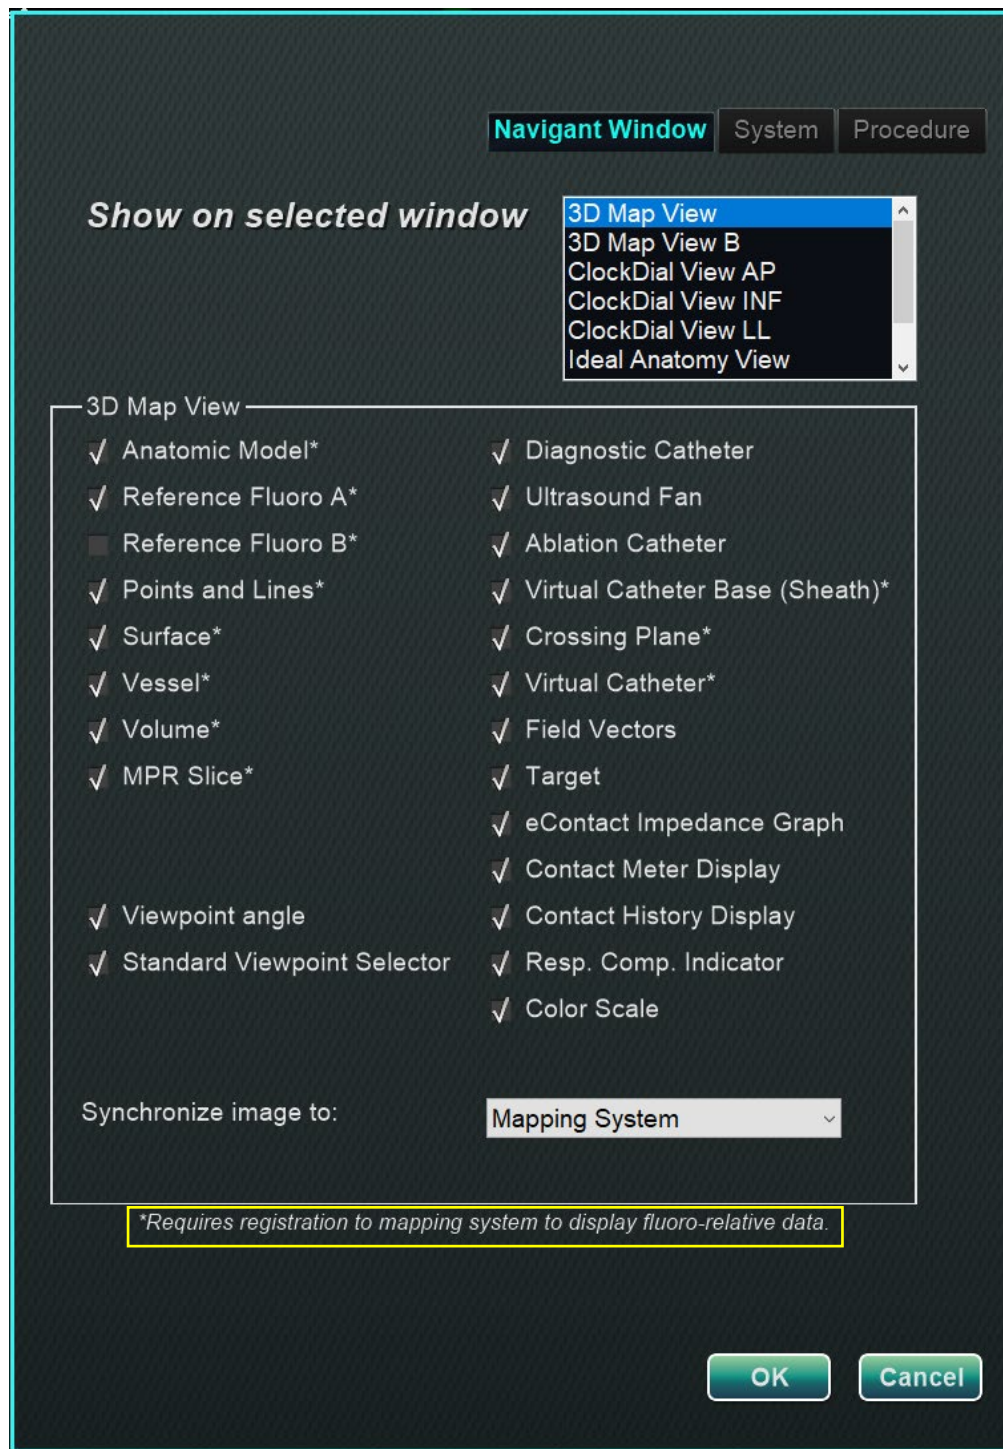 Navigant Window System Procedure
Show on selected window
3D Map View
3D Map View B
ClockDial View AP
ClockDial View INF
ClockDial View LL
Ideal Anatomy View
3D Map View
Anatomic Model*
Reference Fluoro A*
Reference Fluoro B*
Points and Lines*
Surface*
Vessel*
Volume*
MPR Slice*
Viewpoint angle
Standard Viewpoint Selector
Diagnostic Catheter
Ultrasound Fan
Ablation Catheter
Virtual Catheter Base (Sheath)*
Crossing Plane*
Virtual Catheter*
Field Vectors
Target
eContact Impedance Graph
Contact Meter Display
Contact History Display
Resp. Comp. Indicator
Color Scale
Synchronize image to: Mapping System
*Requires registration to mapping system to display fluoro-relative data.
OK Cancel